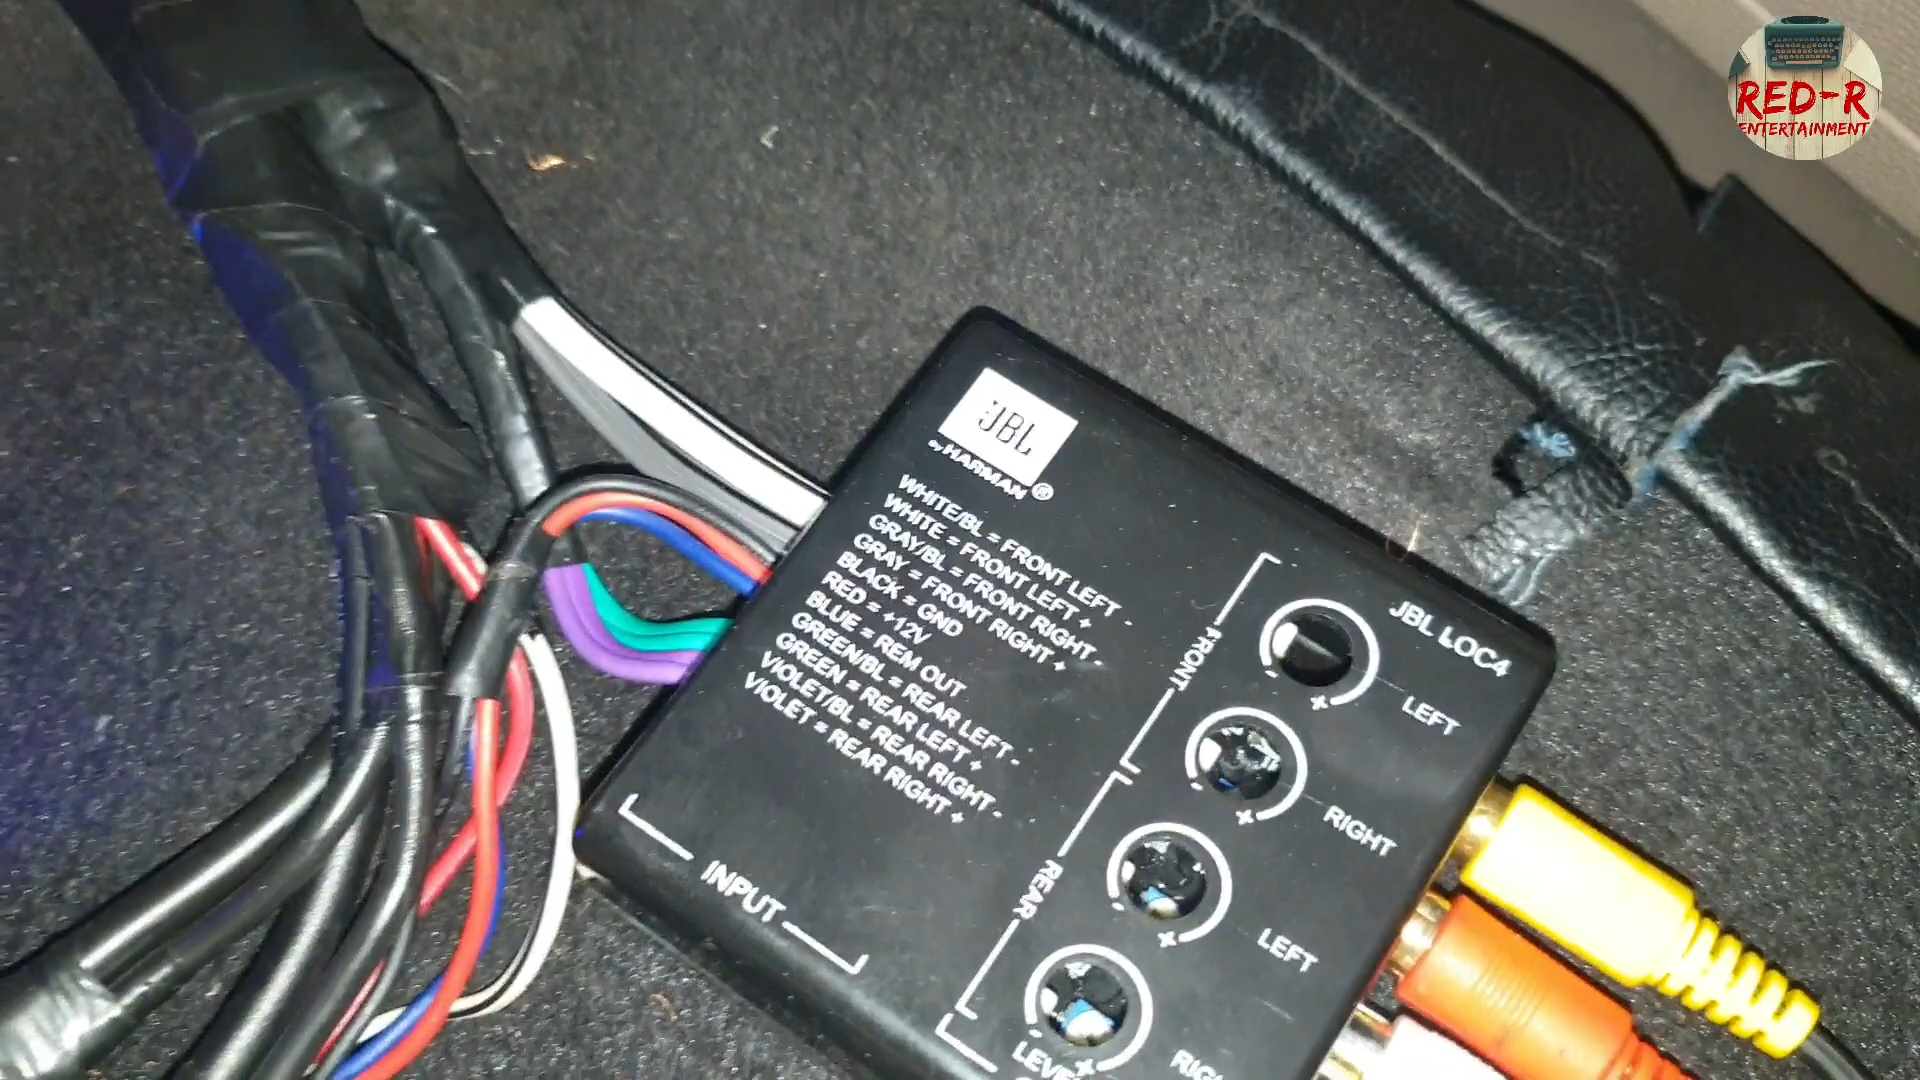 RED-R
ENTERTAINMENT
JBL
by HARMAN®
WHITE/BL = FRONT LEFT -
WHITE = FRONT LEFT +
GRAY/BL = FRONT RIGHT -
GRAY = FRONT RIGHT +
BLACK = GND
RED = +12V
BLUE = REM OUT
GREEN/BL = REAR LEFT -
GREEN = REAR LEFT +
VIOLET/BL = REAR RIGHT -
VIOLET = REAR RIGHT +
INPUT
JBL LOC4
FRONT
- +
LEFT
- +
RIGHT
REAR
- +
LEFT
- +